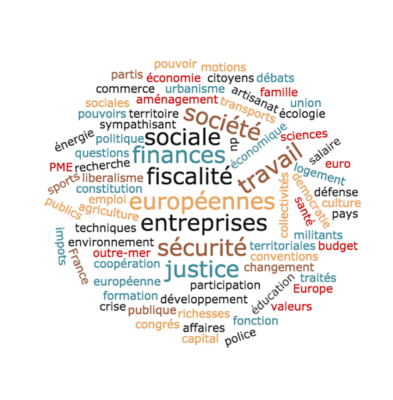 pouvoir motions
partis économie citoyens débats
commerce urbanisme artisanat famille
sociales aménagement transports union
pouvoirs territoire société écologie
sympathisant
énergie politique sociale du économique sciences
questions finances salaire
PME recherche travail logement euro
sports liberalisme fiscalité
constitution démocratie défense
publics emploi européennes collectivités santé culture
agriculture pays
techniques entreprises
impots environnement sécurité territoriales militants budget
France outre-mer conventions
coopération justice changement
européenne participation éducation traités
formation développement Europe
crise publique richesses valeurs
congrés affaires fonction
capital police